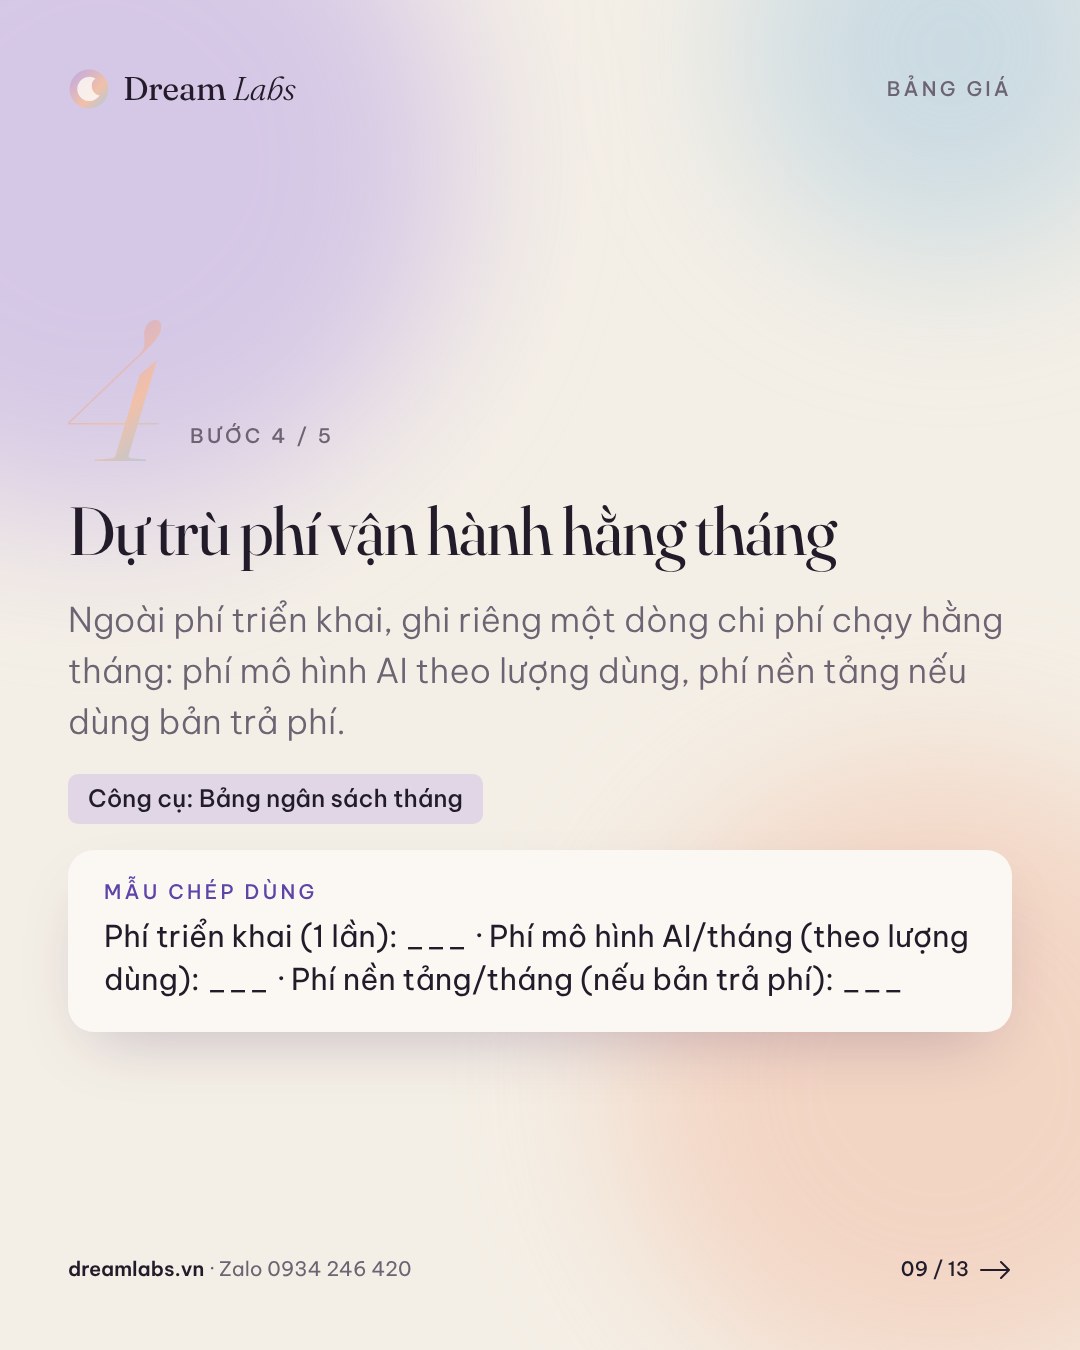 Dream Labs
BẢNG GIÁ
4
BƯỚC 4 / 5
Dự trù phí vận hành hằng tháng
Ngoài phí triển khai, ghi riêng một dòng chi phí chạy hằng
tháng: phí mô hình AI theo lượng dùng, phí nền tảng nếu
dùng bản trả phí.
Công cụ: Bảng ngân sách tháng
MẪU CHÉP DÙNG
Phí triển khai (1 lần): _ _ _ · Phí mô hình AI/tháng (theo lượng
dùng): _ _ _ · Phí nền tảng/tháng (nếu bản trả phí): _ _ _
dreamlabs.vn · Zalo 0934 246 420
09 / 13 →